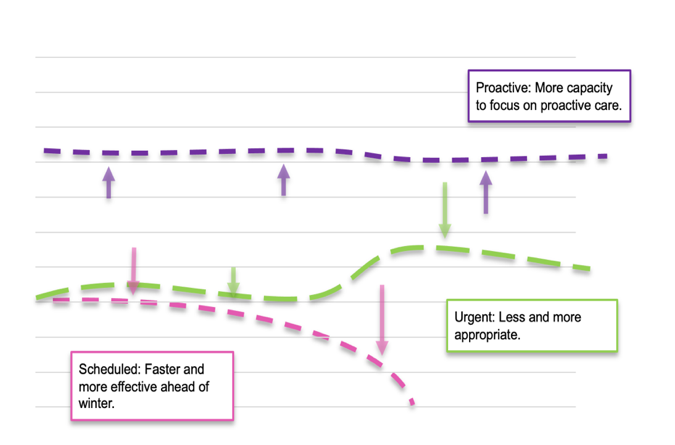 Proactive: More capacity
to focus on proactive care.
Urgent: Less and more
appropriate.
Scheduled: Faster and
more effective ahead of
winter.